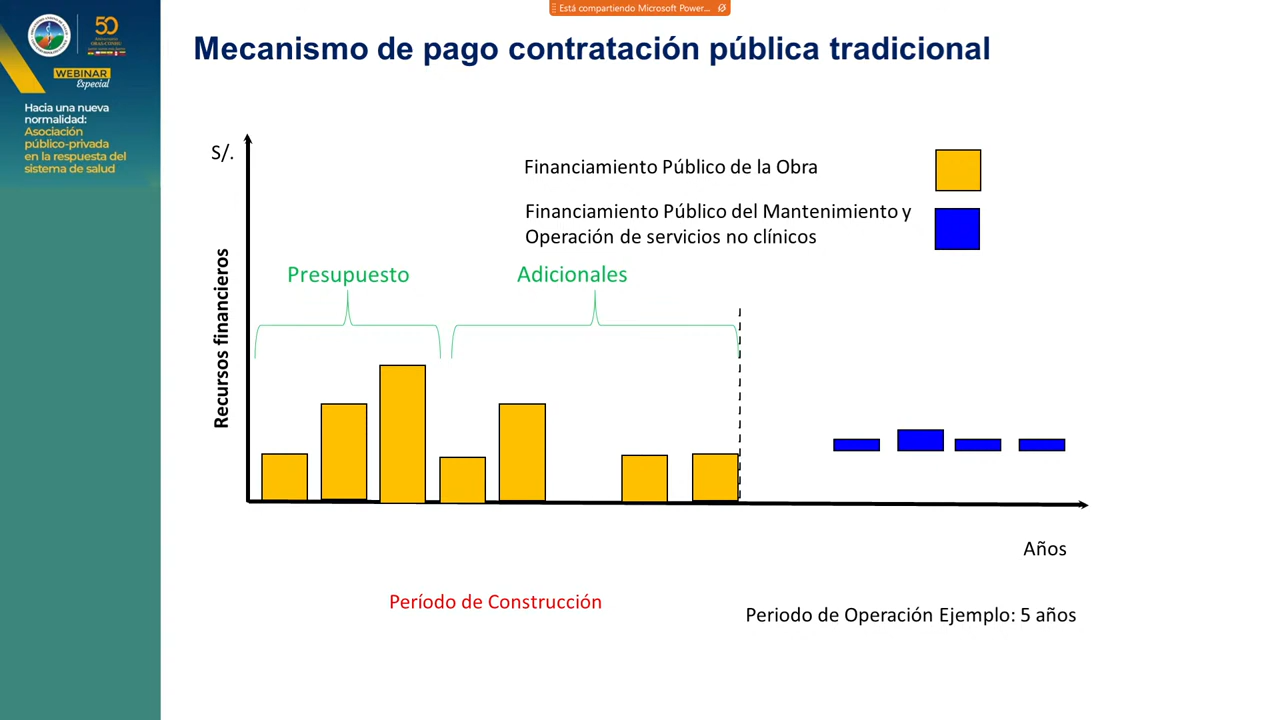 Está compartiendo Microsoft Power...
50
WEBINAR
Especial
Hacia una nueva
normalidad:
Asociación
público-privada
en la respuesta del
sistema de salud
Mecanismo de pago contratación pública tradicional
S/.
Financiamiento Público de la Obra
Financiamiento Público del Mantenimiento y
Operación de servicios no clínicos
Presupuesto
Adicionales
Recursos financieros
Años
Período de Construcción
Periodo de Operación Ejemplo: 5 años